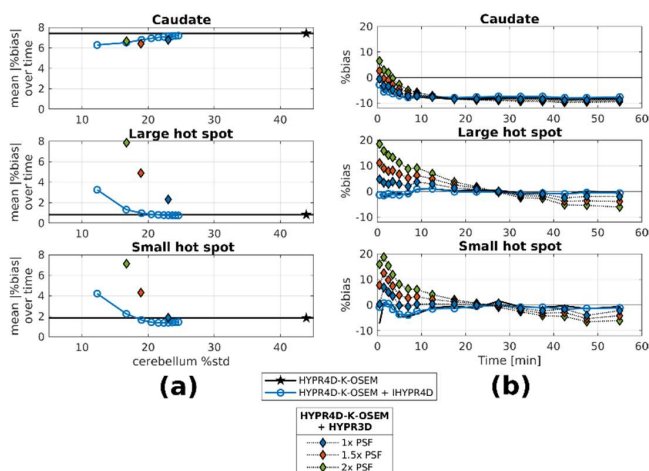 Caudate
mean |%bias|
over time
8
6
4
2
0
10
20
30
40
Large hot spot
mean |%bias|
over time
8
6
4
2
0
10
20
30
40
Small hot spot
mean |%bias|
over time
8
6
4
2
0
10
20
30
40
cerebellum %std
(a)
Caudate
%bias
20
10
0
-10
0
10
20
30
40
50
60
Large hot spot
%bias
20
10
0
-10
0
10
20
30
40
50
60
Small hot spot
%bias
20
10
0
-10
0
10
20
30
40
50
60
Time [min]
(b)
HYPR4D-K-OSEM
HYPR4D-K-OSEM + IHYPR4D
HYPR4D-K-OSEM
+ HYPR3D
1x PSF
1.5x PSF
2x PSF